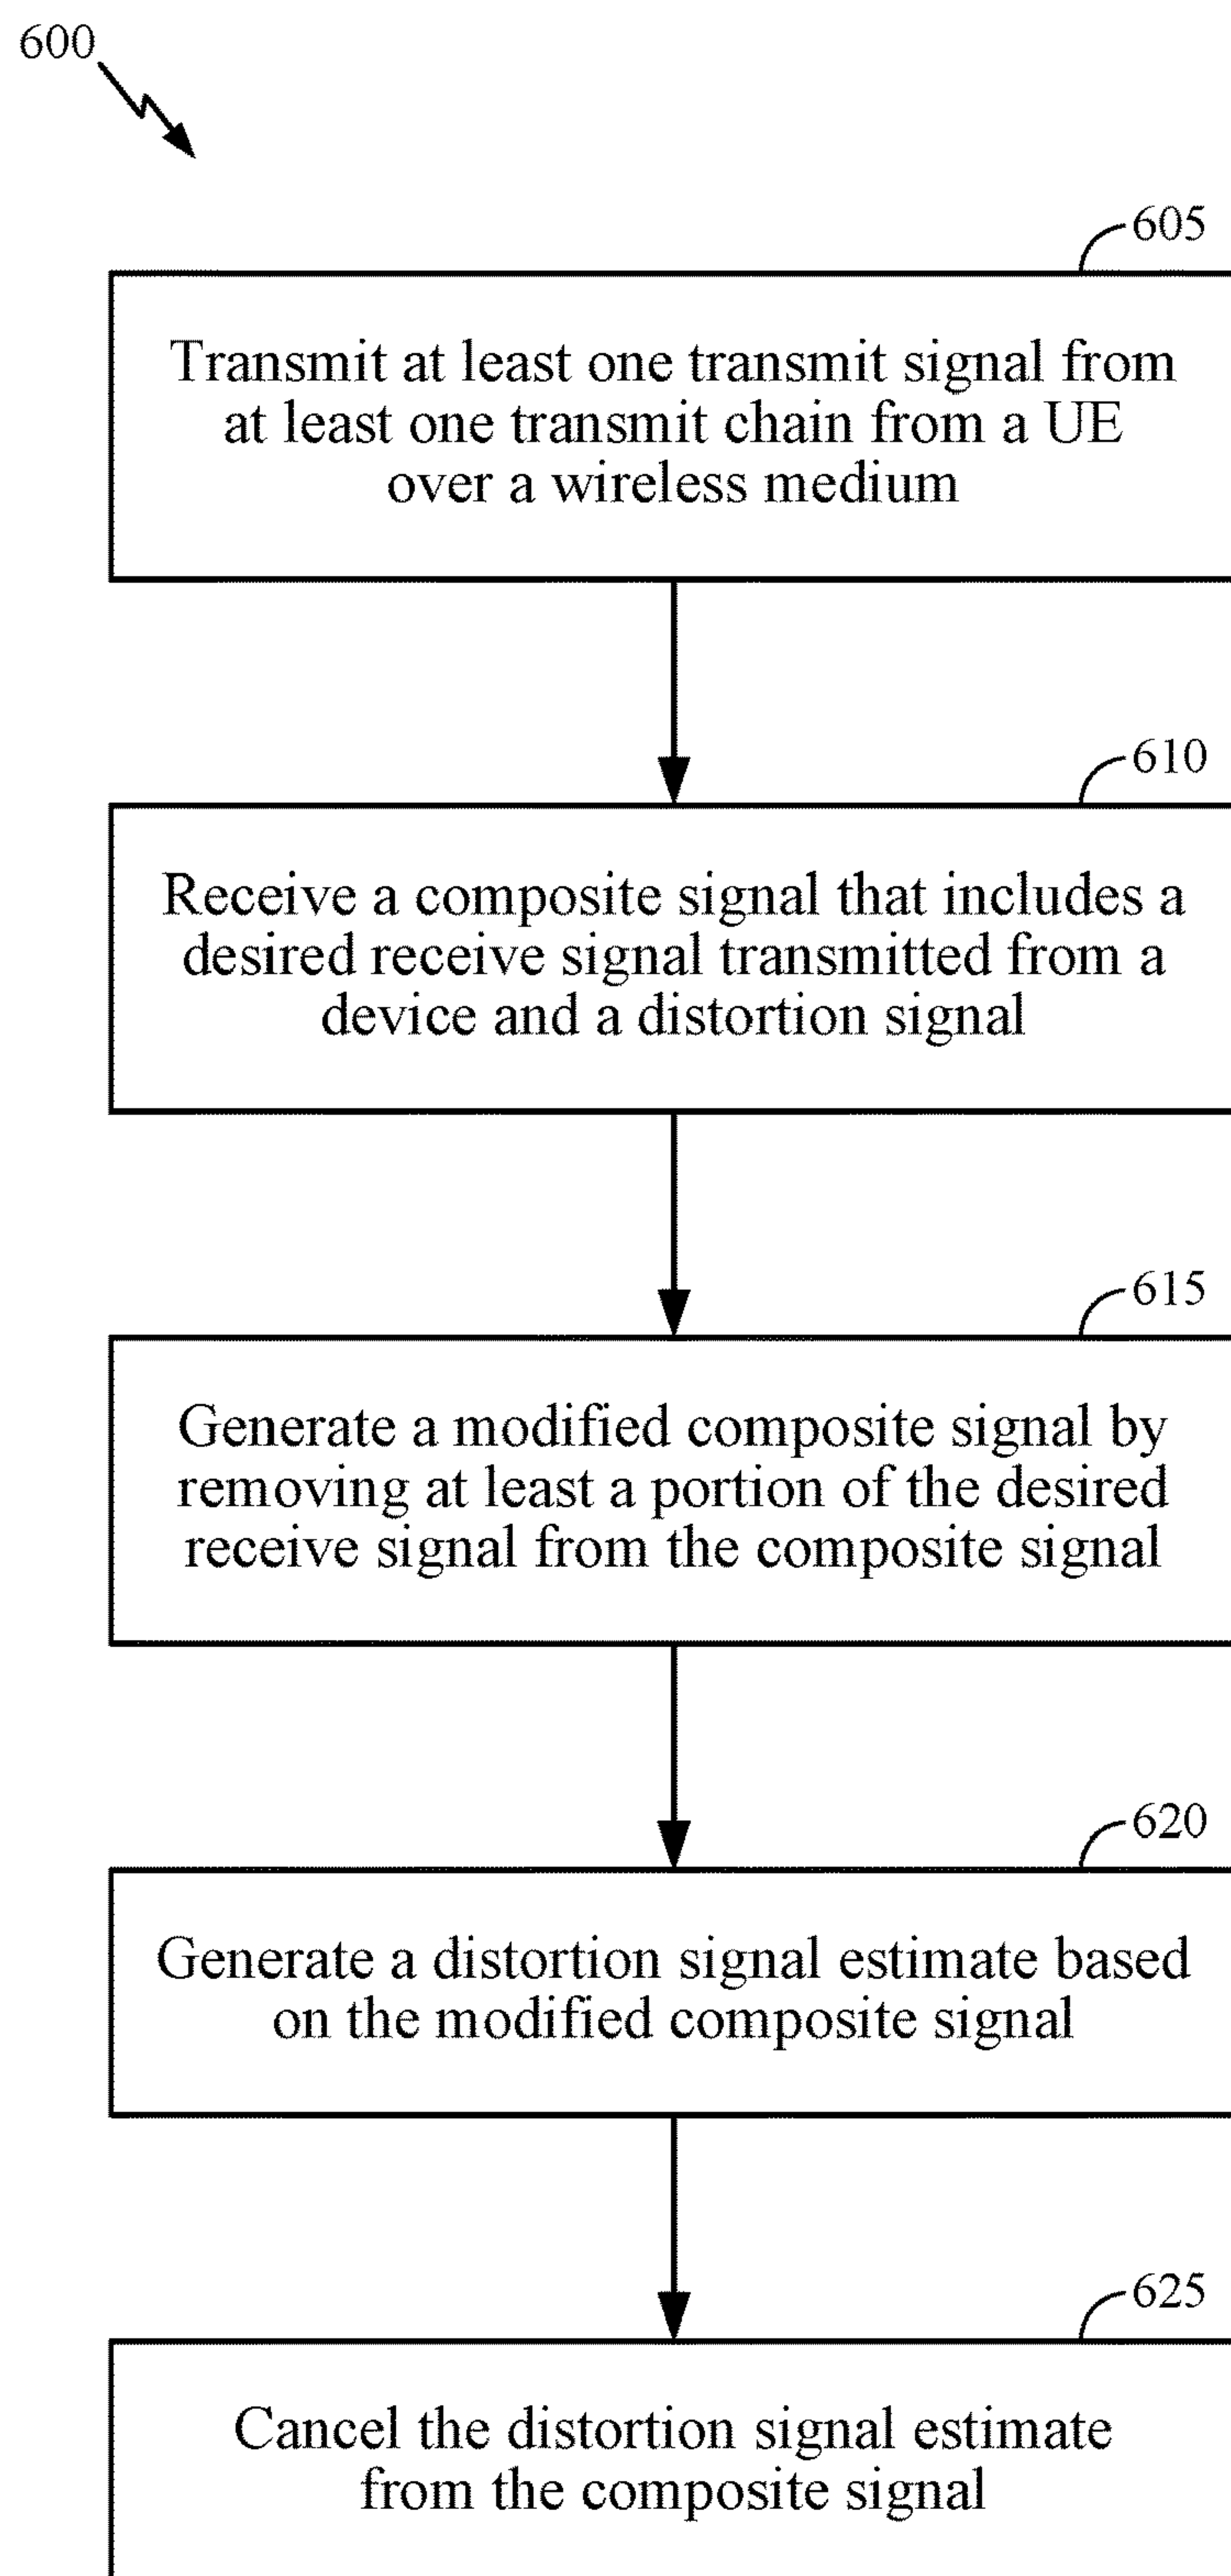 600
605
Transmit at least one transmit signal from
at least one transmit chain from a UE
over a wireless medium
610
Receive a composite signal that includes a
desired receive signal transmitted from a
device and a distortion signal
615
Generate a modified composite signal by
removing at least a portion of the desired
receive signal from the composite signal
620
Generate a distortion signal estimate based
on the modified composite signal
625
Cancel the distortion signal estimate
from the composite signal